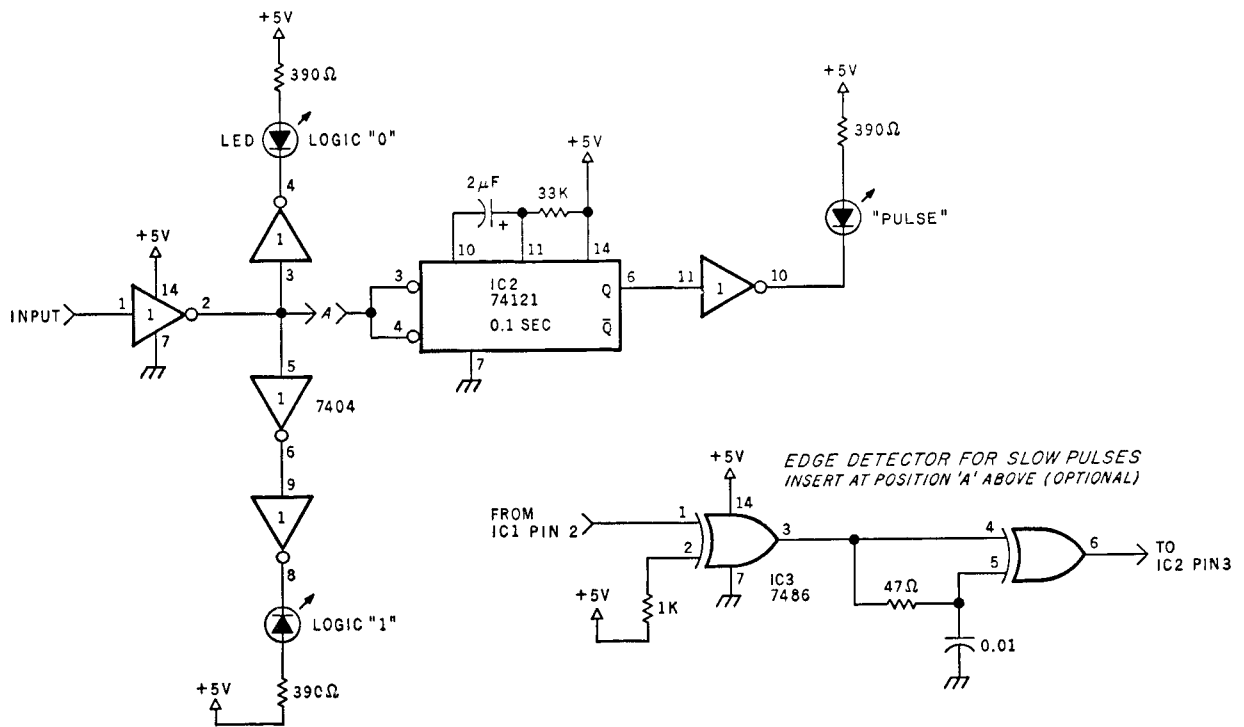 +5V
390Ω
LED
LOGIC "0"
4
1
3
+5V
14
INPUT
1
1
2
7
A
5
1
7404
6
9
1
8
LOGIC "1"
+5V
390Ω
2µF
+
33K
+5V
10
11
14
3
4
IC2
74121
0.1 SEC
Q
Q̅
6
7
11
1
10
+5V
390Ω
"PULSE"
EDGE DETECTOR FOR SLOW PULSES
INSERT AT POSITION 'A' ABOVE (OPTIONAL)
+5V
14
FROM
IC1 PIN 2
1
2
3
7
IC3
7486
+5V
1K
47Ω
0.01
4
5
6
TO
IC2 PIN3